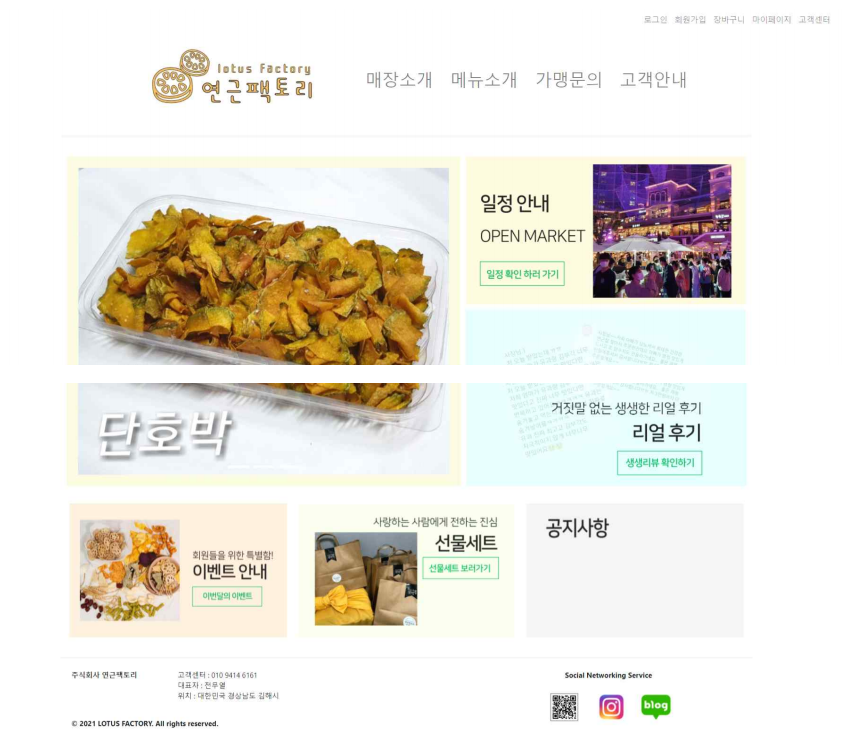 로그인 회원가입 장바구니 마이페이지 고객센터
lotus Factory
연근팩토리
매장소개 메뉴소개 가맹문의 고객안내
일정 안내
OPEN MARKET
일정 확인 하러 가기
단호박
거짓말 없는 생생한 리얼 후기
리얼 후기
생생리뷰 확인하기
회원들을 위한 특별함!
이벤트 안내
이번달의 이벤트
사랑하는 사람에게 전하는 진심
선물세트
선물세트 보러가기
공지사항
주식회사 연근팩토리
고객센터 : 010 9414 6161
대표자 : 전우열
위치 : 대한민국 경상남도 김해시
Social Networking Service
blog
© 2021 LOTUS FACTORY. All rights reserved.